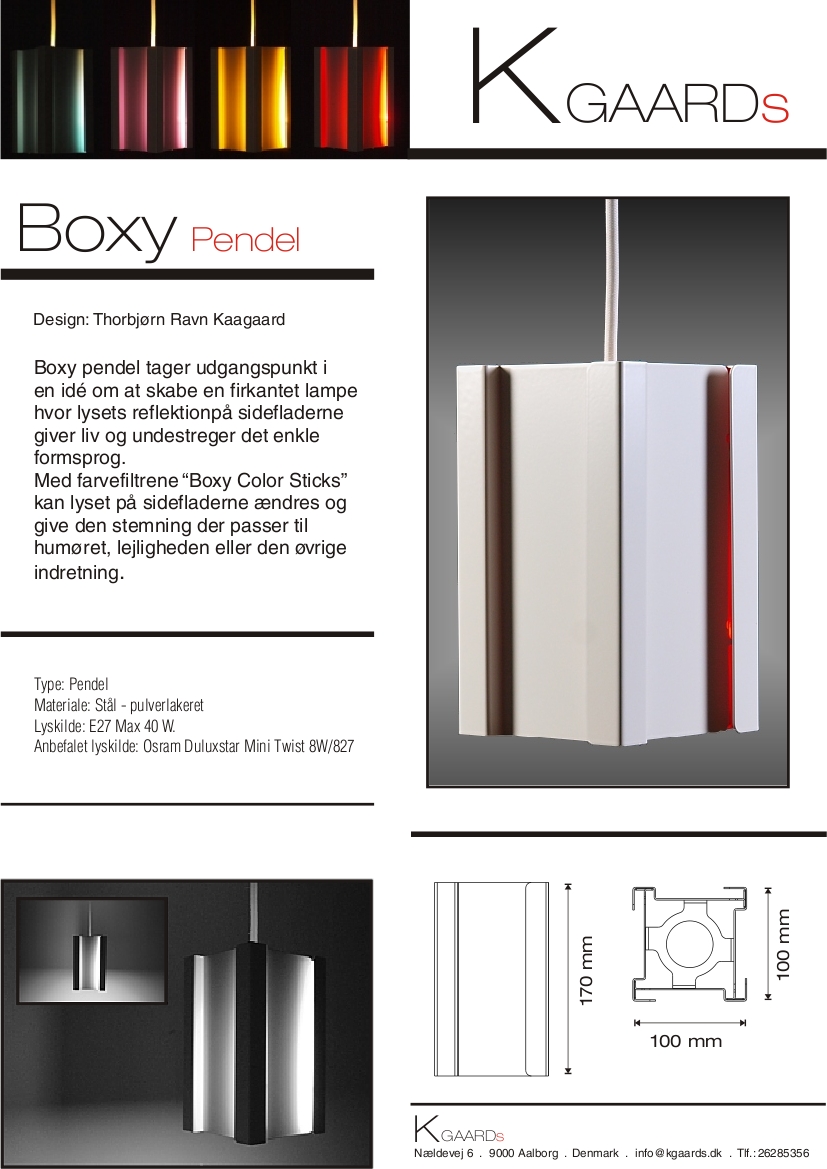 KGAARDs
Boxy Pendel
Design: Thorbjørn Ravn Kaagaard
Boxy pendel tager udgangspunkt i
en idé om at skabe en firkantet lampe
hvor lysets reflektionpå sidefladerne
giver liv og undestreger det enkle
formsprog.
Med farvefiltrene “Boxy Color Sticks”
kan lyset på sidefladerne ændres og
give den stemning der passer til
humøret, lejligheden eller den øvrige
indretning.
Type: Pendel
Materiale: Stål - pulverlakeret
Lyskilde: E27 Max 40 W.
Anbefalet lyskilde: Osram Duluxstar Mini Twist 8W/827
170 mm
100 mm
100 mm
KGAARDs
Nældevej 6 . 9000 Aalborg . Denmark . info@kgaards.dk . Tlf.: 26285356